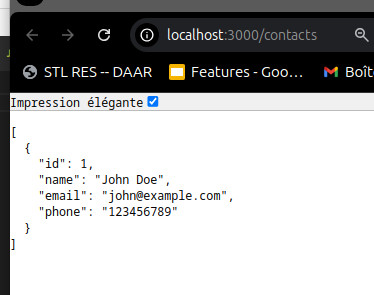 localhost:3000/contacts
STL RES -- DAAR
Features - Goo…
Boît
Impression élégante
[
  {
    "id": 1,
    "name": "John Doe",
    "email": "john@example.com",
    "phone": "123456789"
  }
]